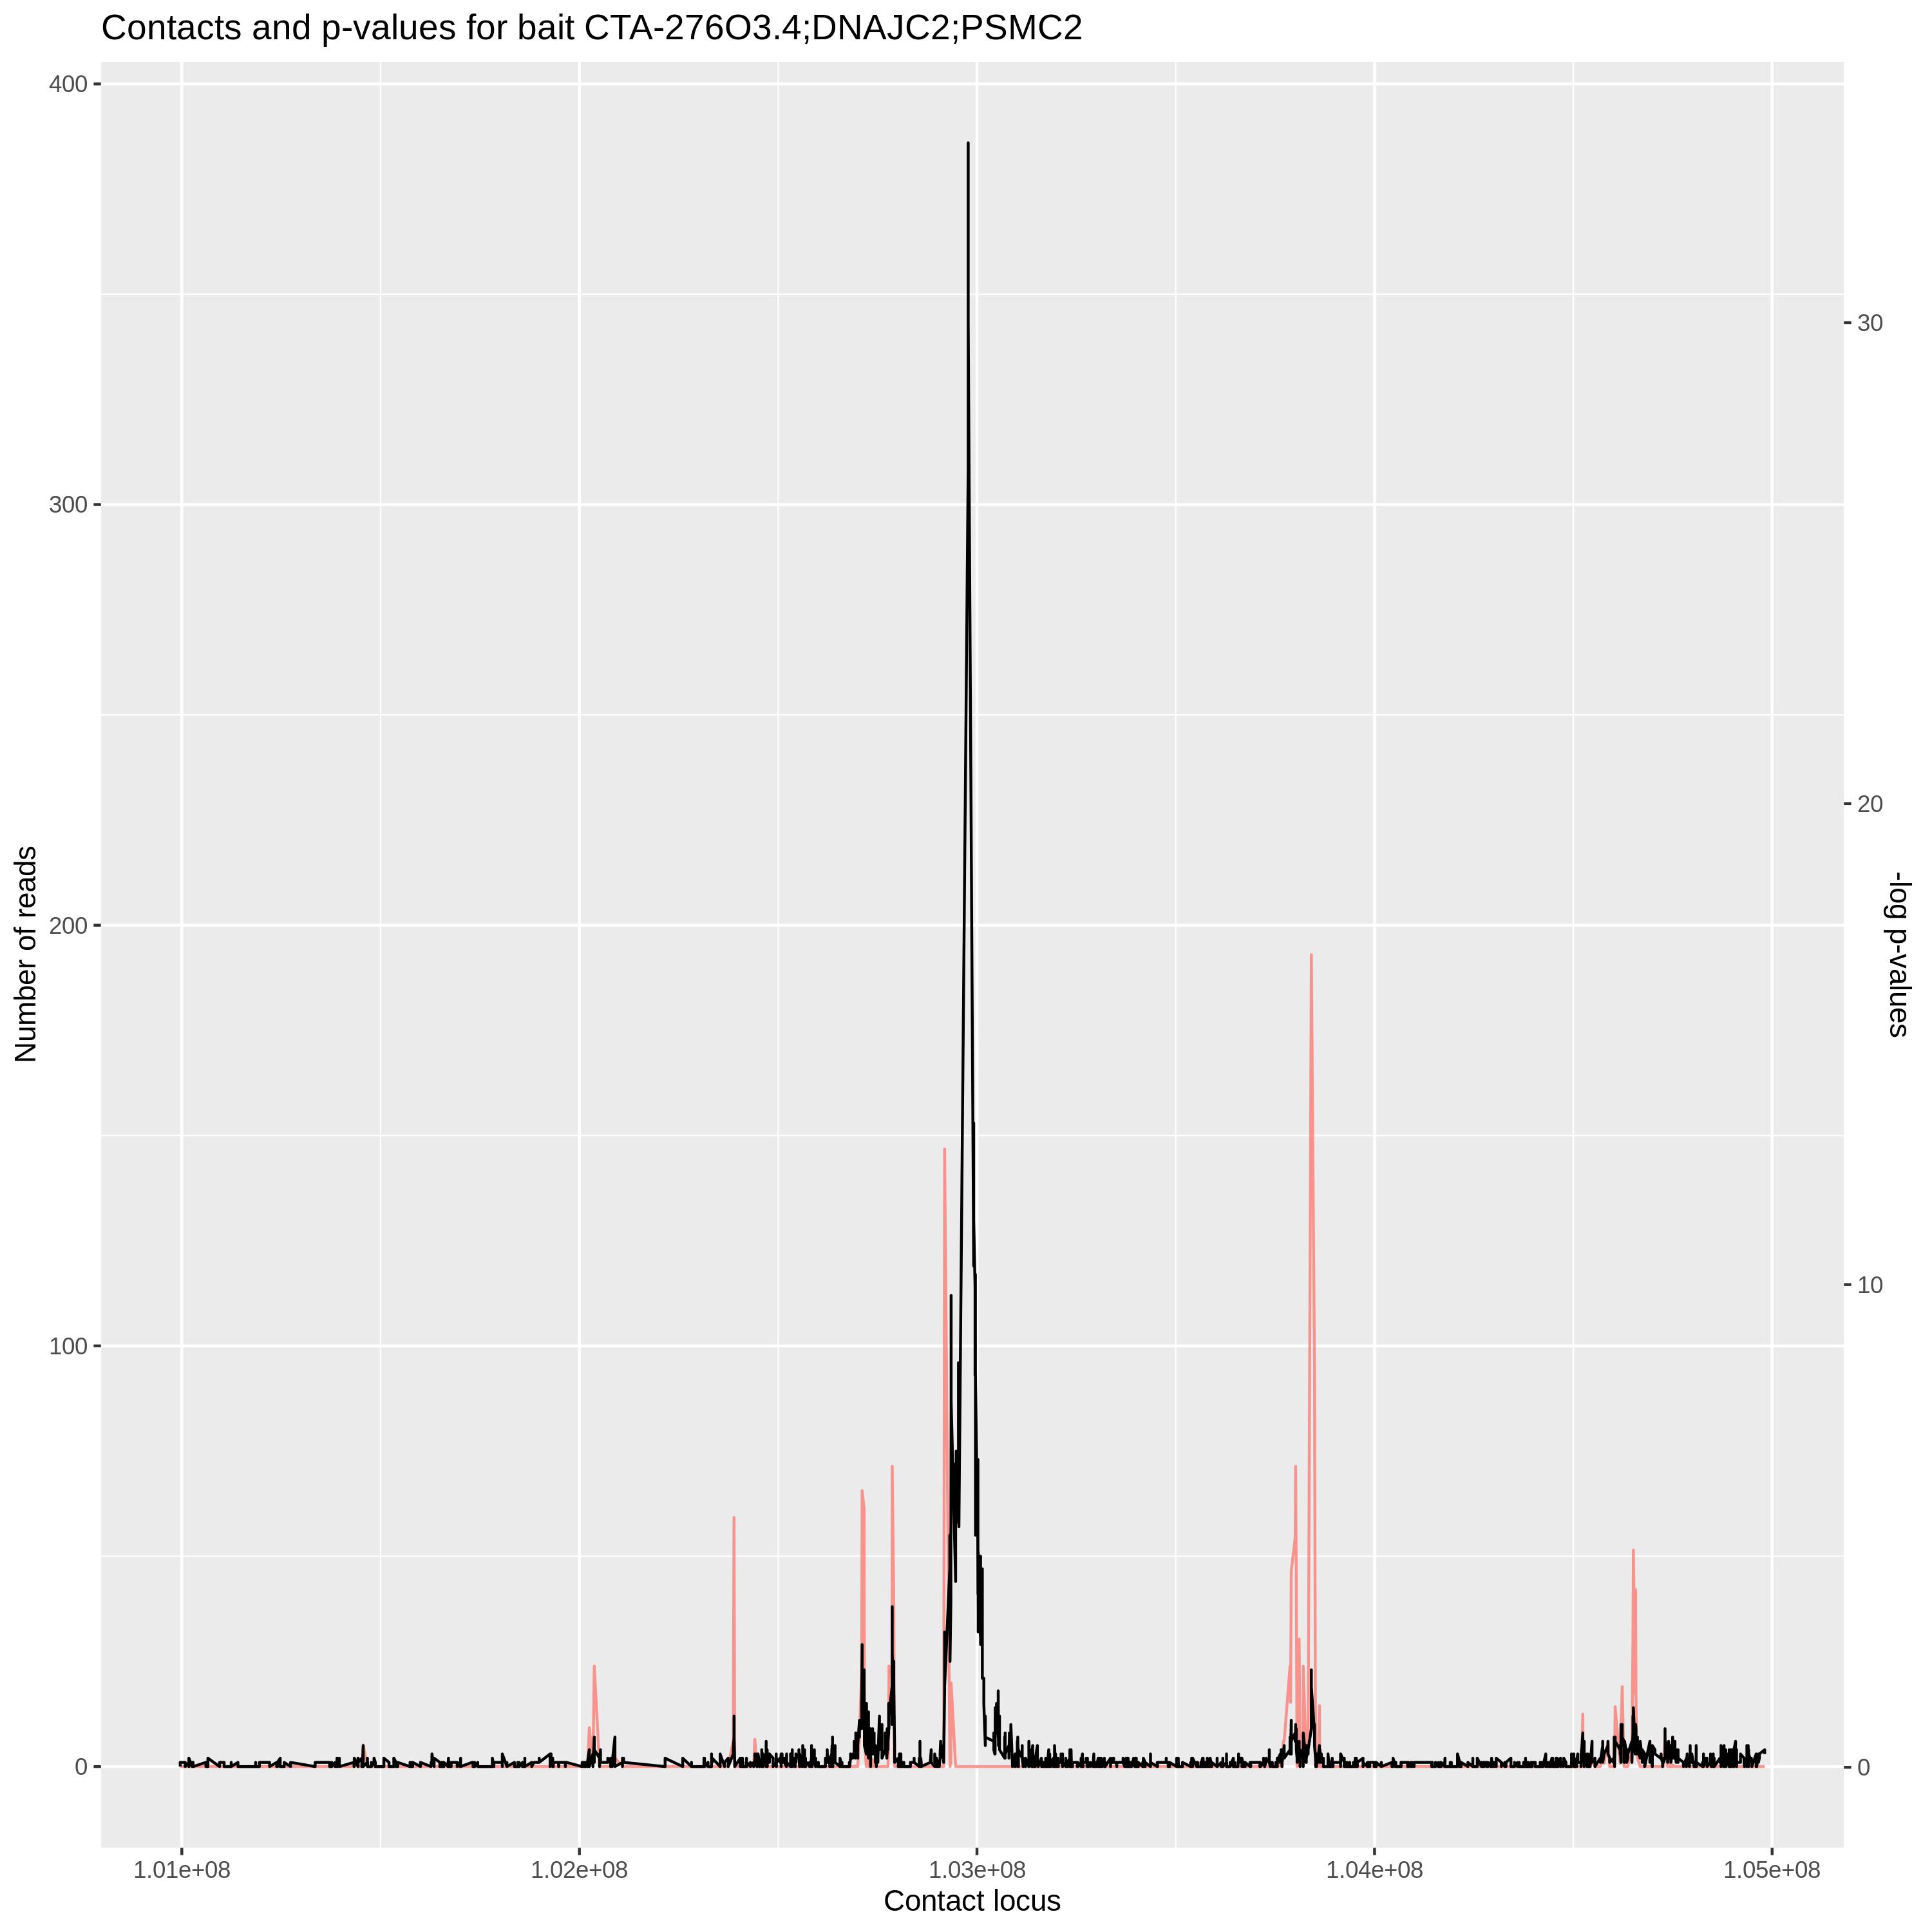 Contacts and p-values for bait CTA-276O3.4;DNAJC2;PSMC2
400
300
200
100
0
Number of reads
30
20
10
0
-log p-values
1.01e+08
1.02e+08
1.03e+08
1.04e+08
1.05e+08
Contact locus